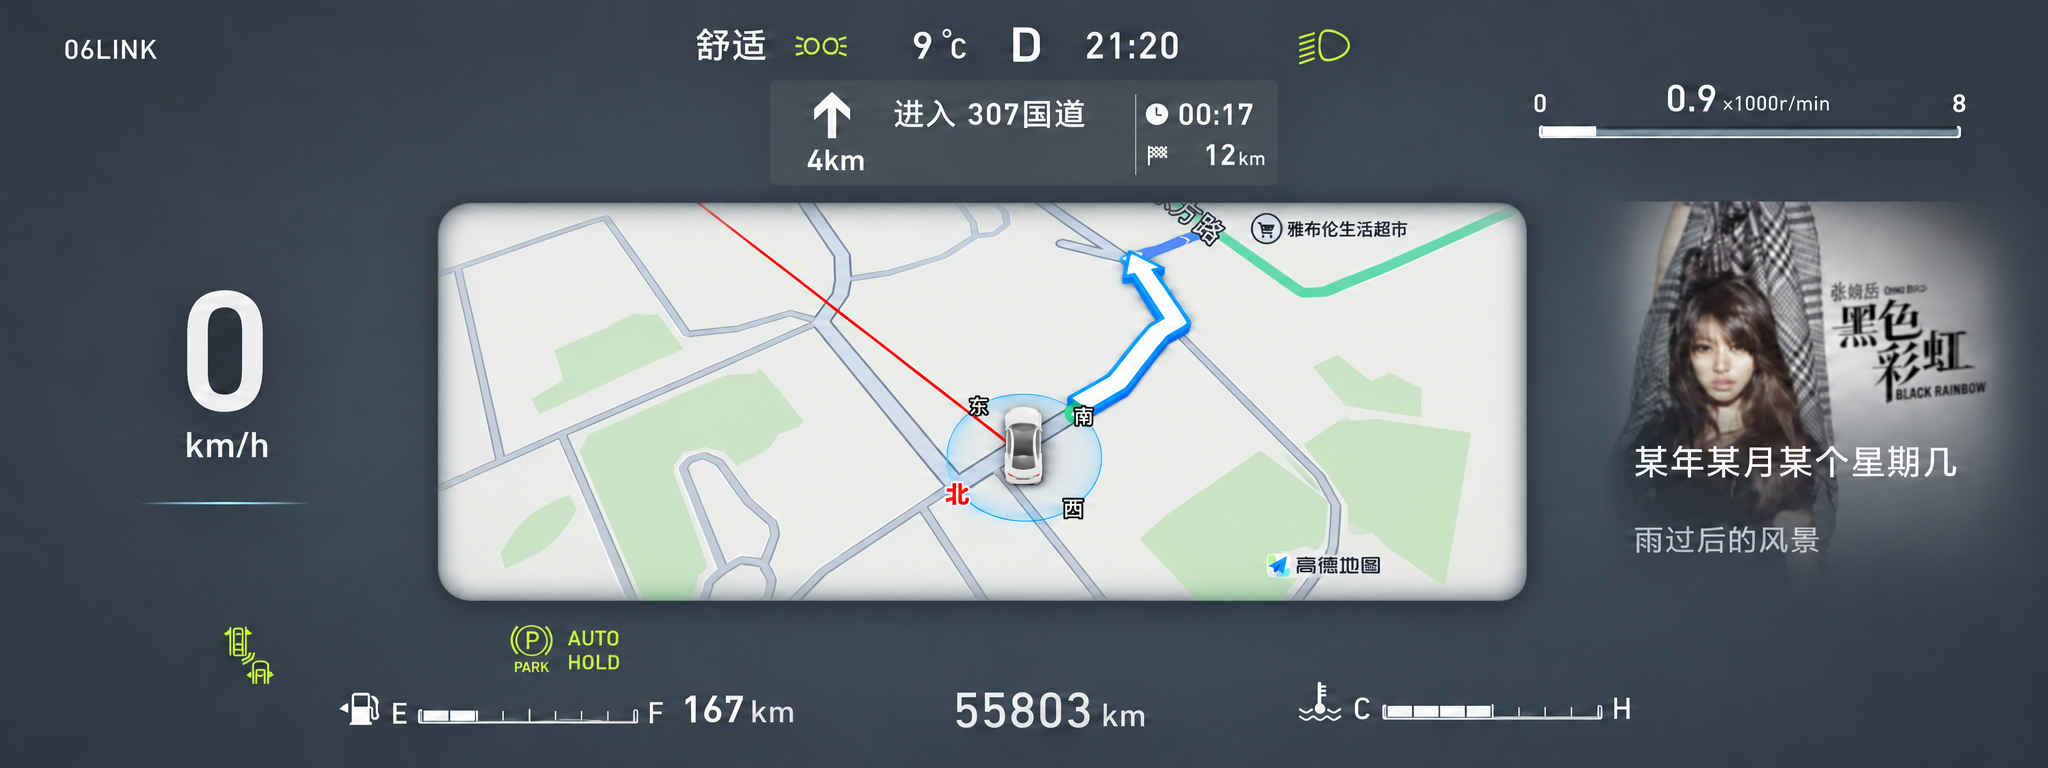 06LINK
舒适
9℃
D
21:20
4km
进入 307国道
00:17
12km
0
0.9 x1000r/min
8
方路
雅布伦生活超市
0
km/h
东
南
北
西
高德地图
黑色
彩虹
BLACK RAINBOW
某年某月某个星期几
雨过后的风景
P
PARK
AUTO
HOLD
E
F
167 km
55803 km
C
H